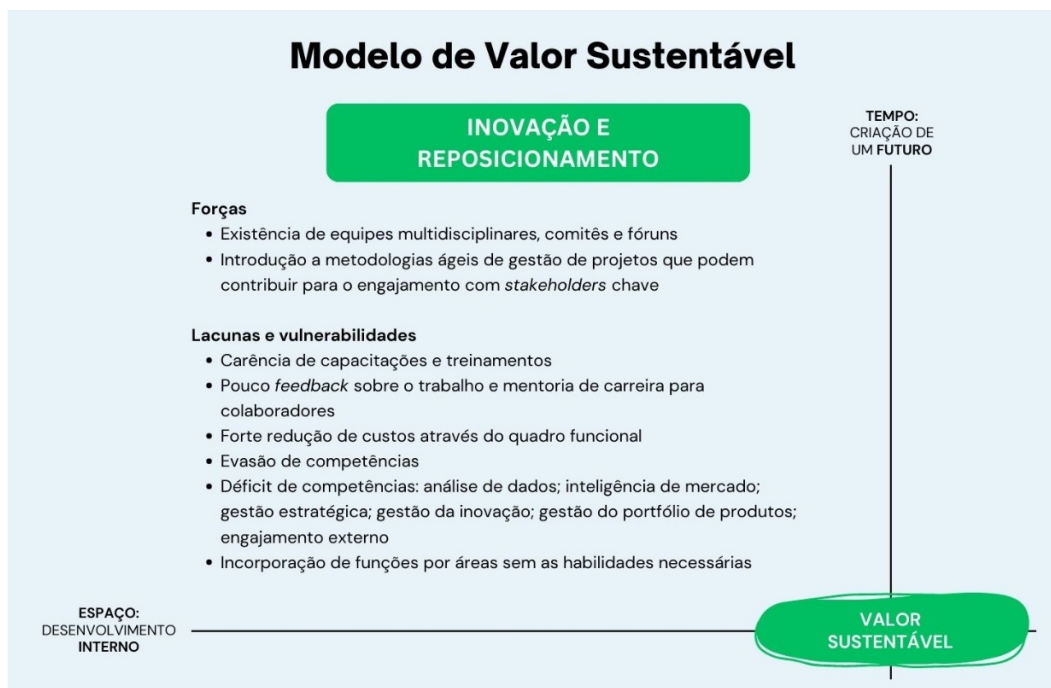 Modelo de Valor Sustentável
INOVAÇÃO E
REPOSICIONAMENTO
TEMPO:
CRIAÇÃO DE
UM FUTURO
Forças
• Existência de equipes multidisciplinares, comitês e fóruns
• Introdução a metodologias ágeis de gestão de projetos que podem
contribuir para o engajamento com stakeholders chave
Lacunas e vulnerabilidades
• Carência de capacitações e treinamentos
• Pouco feedback sobre o trabalho e mentoria de carreira para
colaboradores
• Forte redução de custos através do quadro funcional
• Evasão de competências
• Déficit de competências: análise de dados; inteligência de mercado;
gestão estratégica; gestão da inovação; gestão do portfólio de produtos;
engajamento externo
• Incorporação de funções por áreas sem as habilidades necessárias
ESPAÇO:
DESENVOLVIMENTO
INTERNO
VALOR
SUSTENTÁVEL